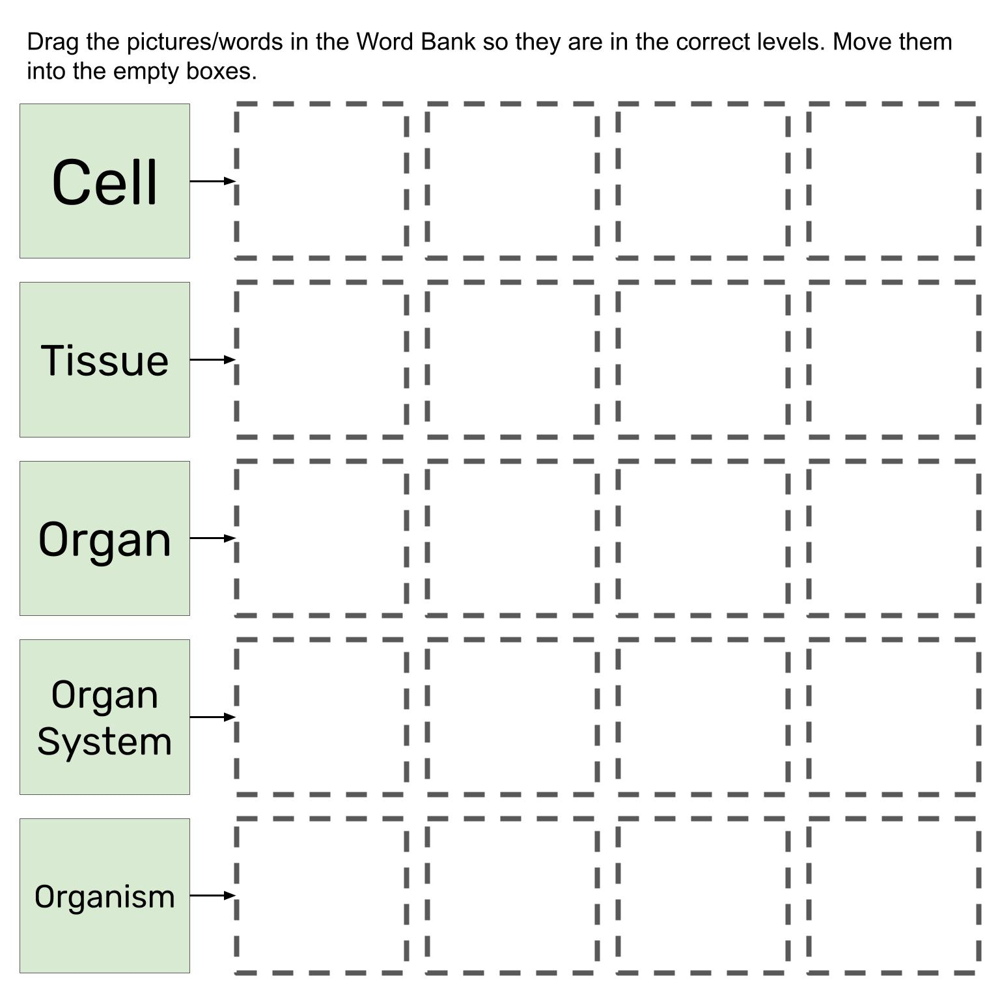 Drag the pictures/words in the Word Bank so they are in the correct levels. Move them
into the empty boxes.
Cell
Tissue
Organ
Organ
System
Organism